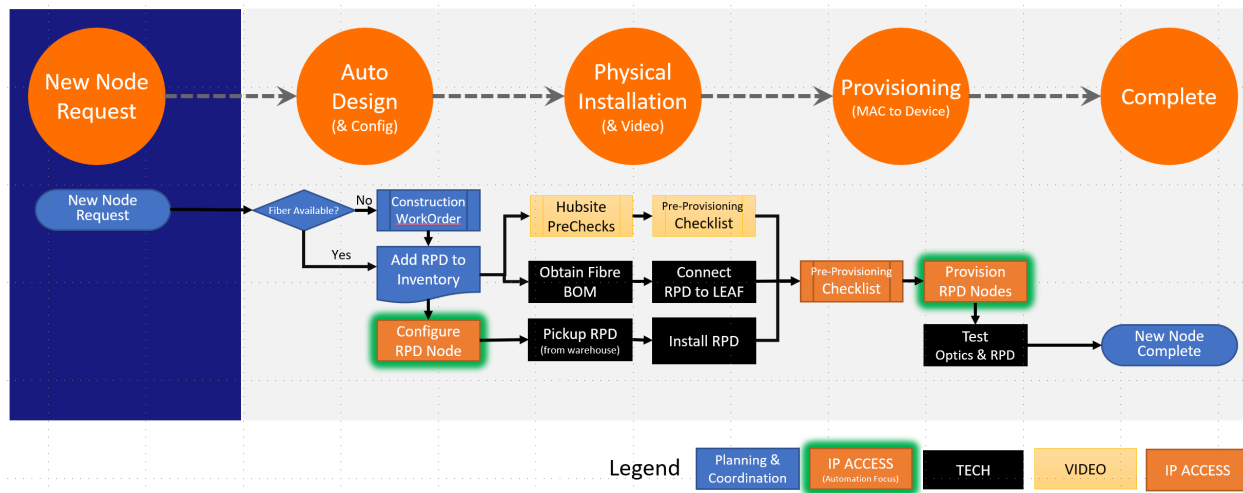 New Node
Request
Auto
Design
(& Config)
Physical
Installation
(& Video)
Provisioning
(MAC to Device)
Complete
New Node
Request
Fiber Available?
No
Yes
Construction
WorkOrder
Add RPD to
Inventory
Configure
RPD Node
Hubsite
PreChecks
Pre-Provisioning
Checklist
Obtain Fibre
BOM
Connect
RPD to LEAF
Pickup RPD
(from warehouse)
Install RPD
Pre-Provisioning
Checklist
Provision
RPD Nodes
Test
Optics & RPD
New Node
Complete
Legend
Planning &
Coordination
IP ACCESS
(Automation Focus)
TECH
VIDEO
IP ACCESS